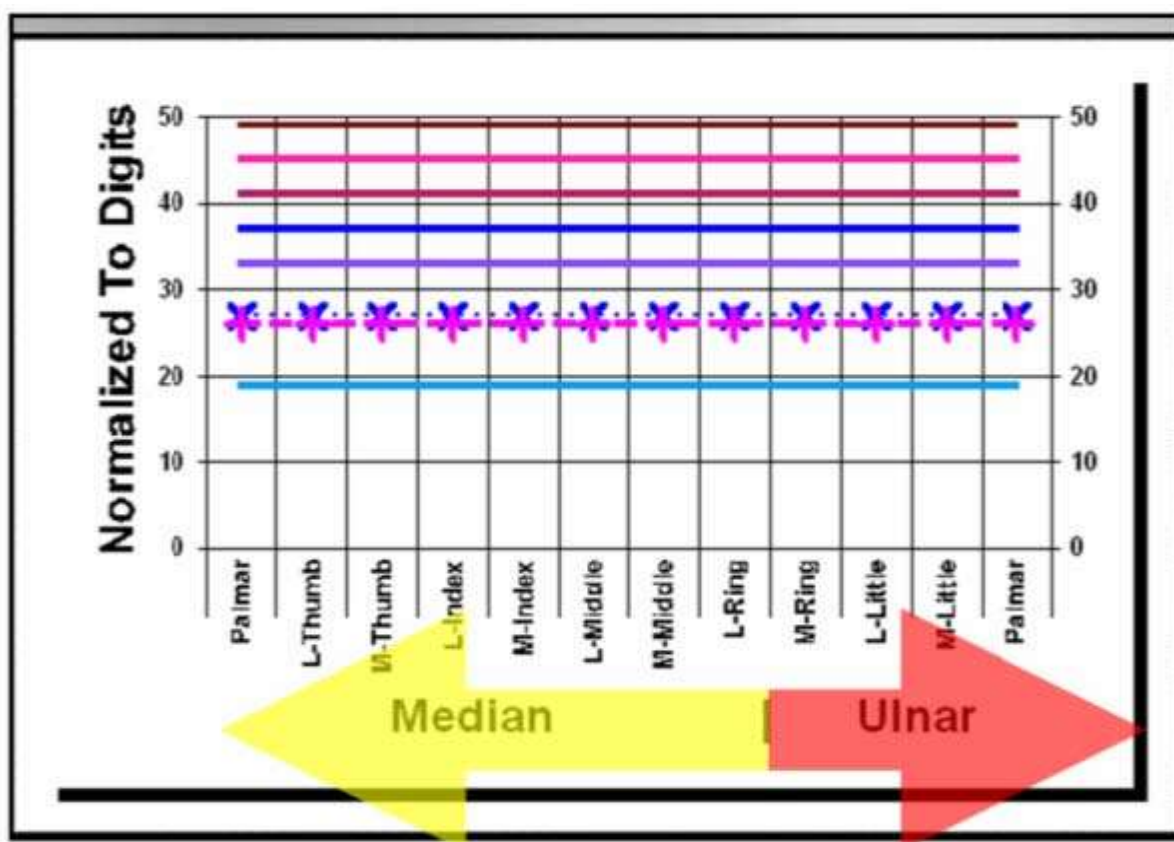 Normalized To Digits
50
40
30
20
10
0
50
40
30
20
10
0
Palmar
L-Thumb
M-Thumb
L-Index
M-Index
L-Middle
M-Middle
L-Ring
M-Ring
L-Little
M-Little
Palmar
Median
Ulnar